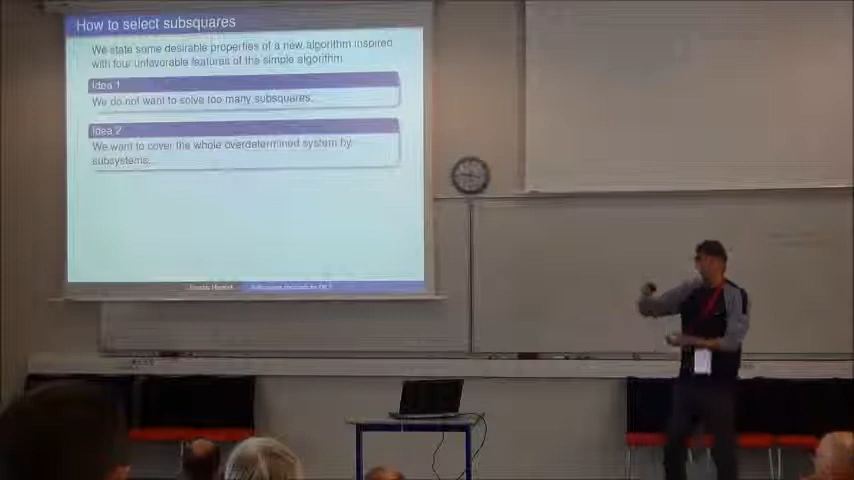 How to select subsquares
We state some desirable properties of a new algorithm inspired
with four unfavorable features of the simple algorithm
Idea 1
We do not want to solve too many subsquares.
Idea 2
We want to cover the whole overdetermined system by
subsystems.